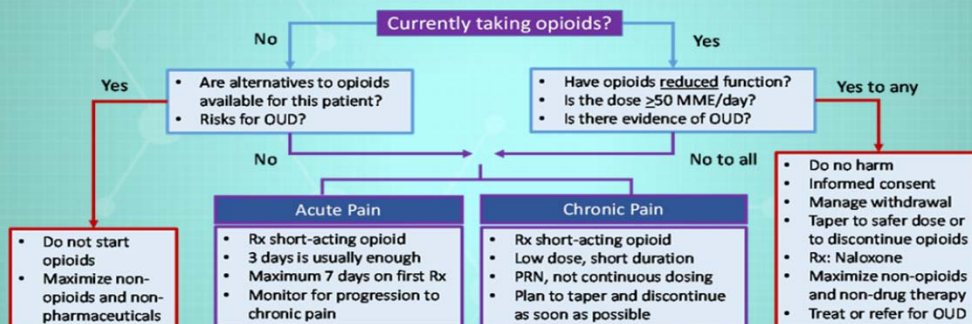 Currently taking opioids?
No
Yes
Yes
• Are alternatives to opioids
available for this patient?
• Risks for OUD?
• Have opioids reduced function?
• Is the dose ≥50 MME/day?
• Is there evidence of OUD?
Yes to any
No
No to all
Acute Pain
• Rx short-acting opioid
• 3 days is usually enough
• Maximum 7 days on first Rx
• Monitor for progression to
chronic pain
Chronic Pain
• Rx short-acting opioid
• Low dose, short duration
• PRN, not continuous dosing
• Plan to taper and discontinue
as soon as possible
• Do not start
opioids
• Maximize non-
opioids and non-
pharmaceuticals
• Do no harm
• Informed consent
• Manage withdrawal
• Taper to safer dose or
to discontinue opioids
• Rx: Naloxone
• Maximize non-opioids
and non-drug therapy
• Treat or refer for OUD